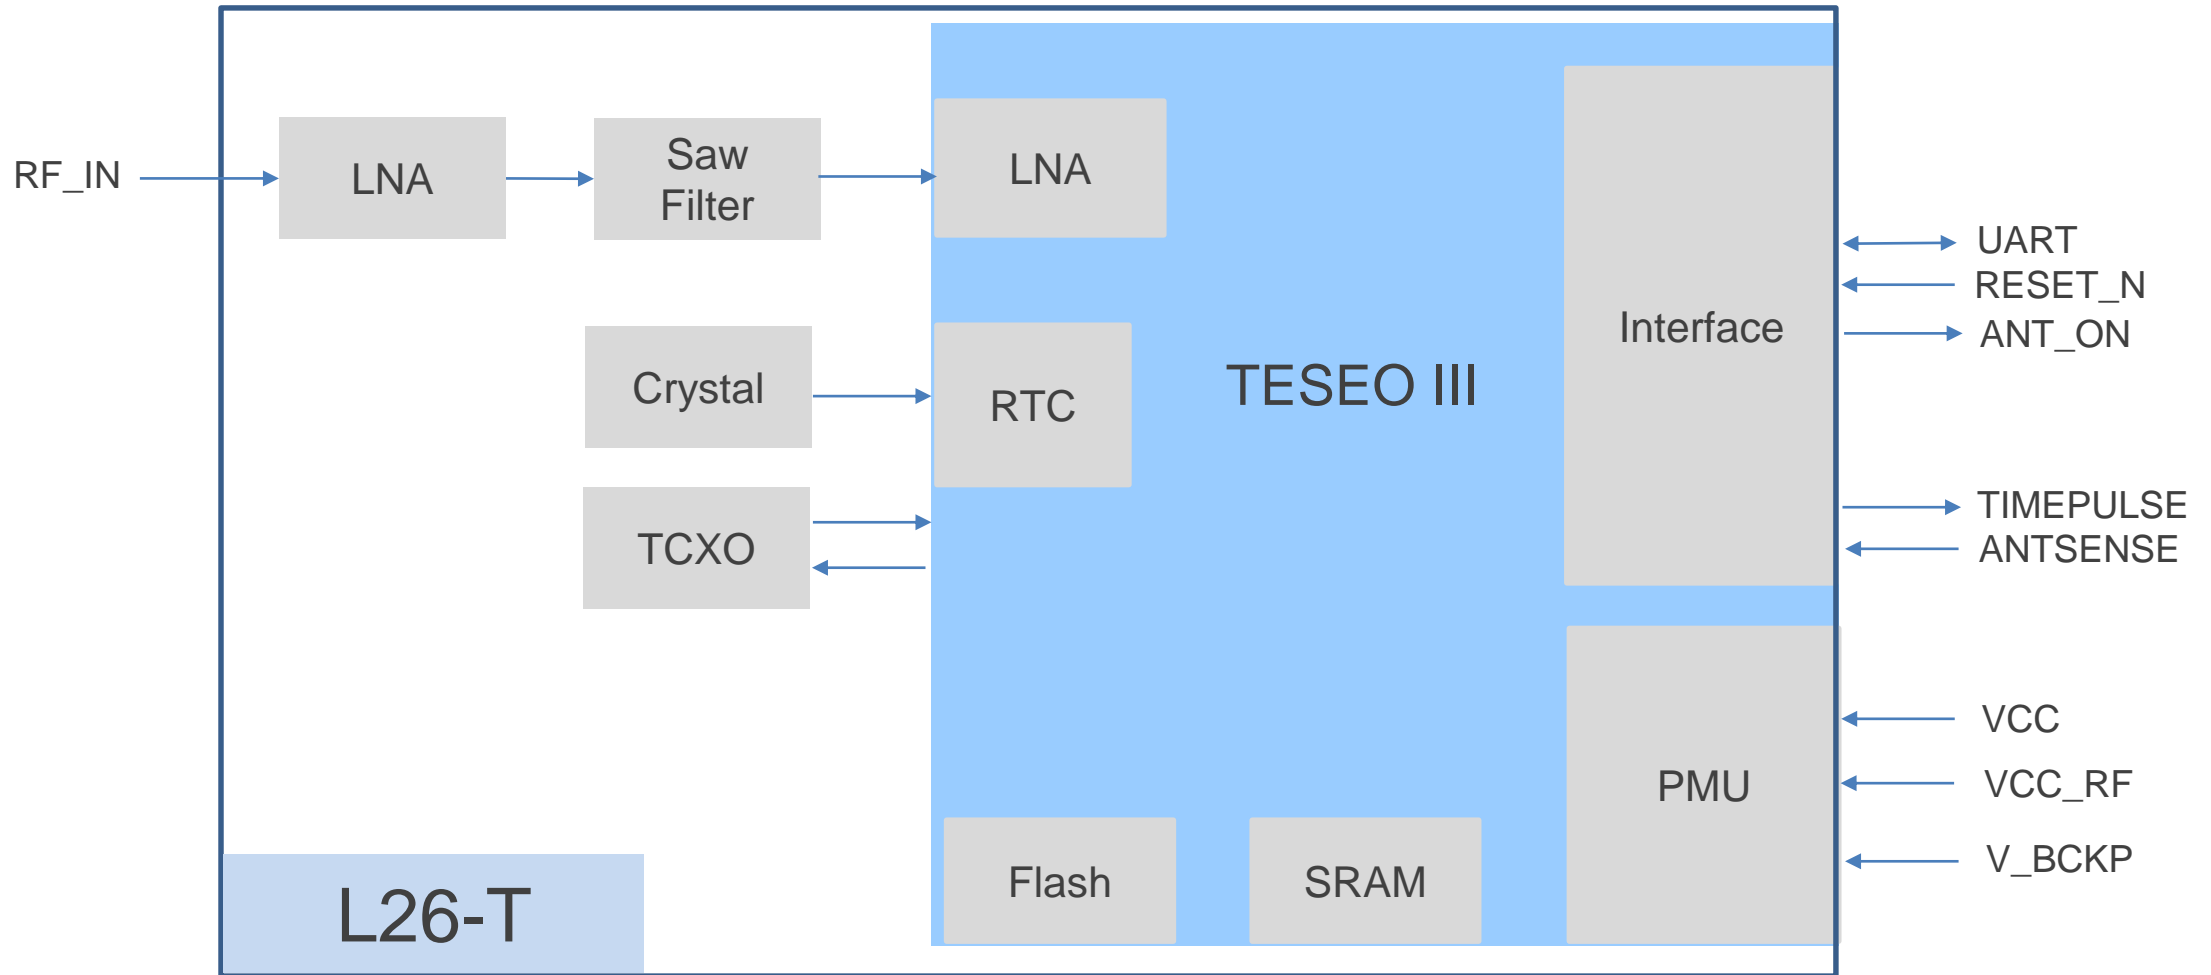 RF_IN
LNA
Saw
Filter
LNA
Crystal
RTC
TCXO
TESEO III
Interface
UART
RESET_N
ANT_ON
TIMEPULSE
ANTSENSE
PMU
VCC
VCC_RF
V_BCKP
Flash
SRAM
L26-T